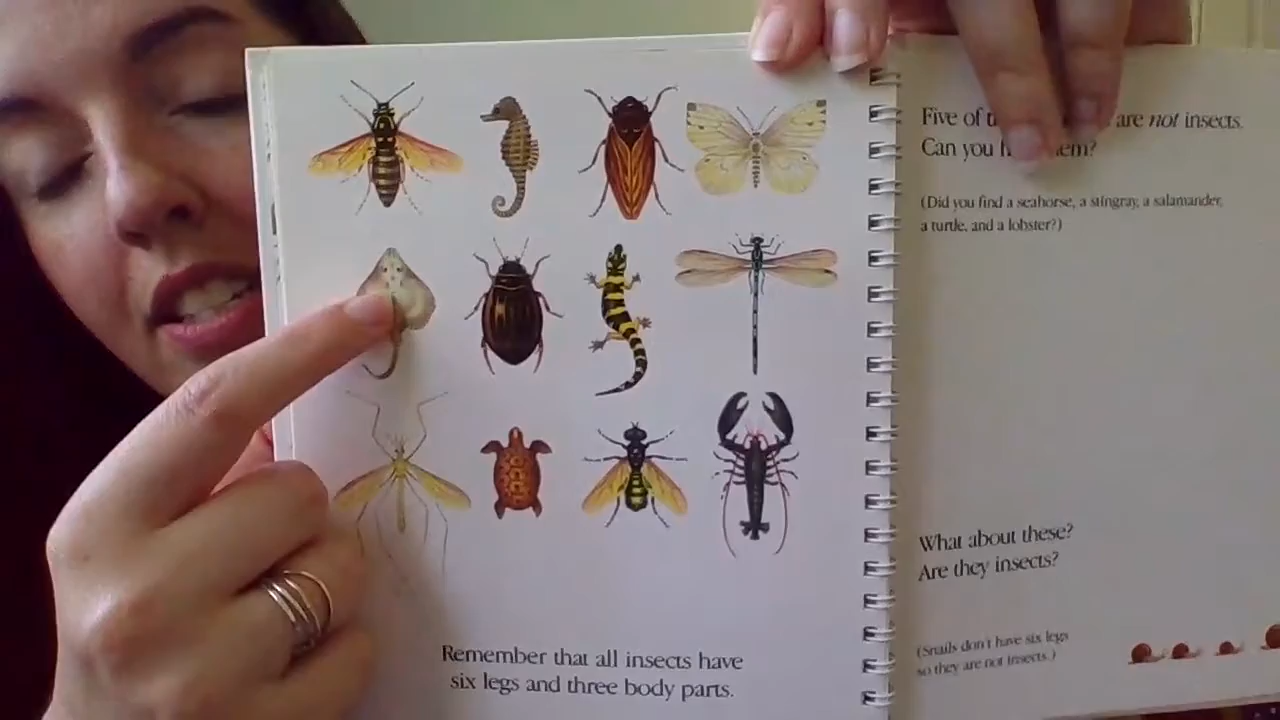 Remember that all insects have
six legs and three body parts.
Five of are not insects.
Can you
(Did you find a seahorse, a stingray, a salamander,
a turtle, and a lobster?)
What about these?
Are they insects?
(Snails don't have six legs
so they are not insects.)